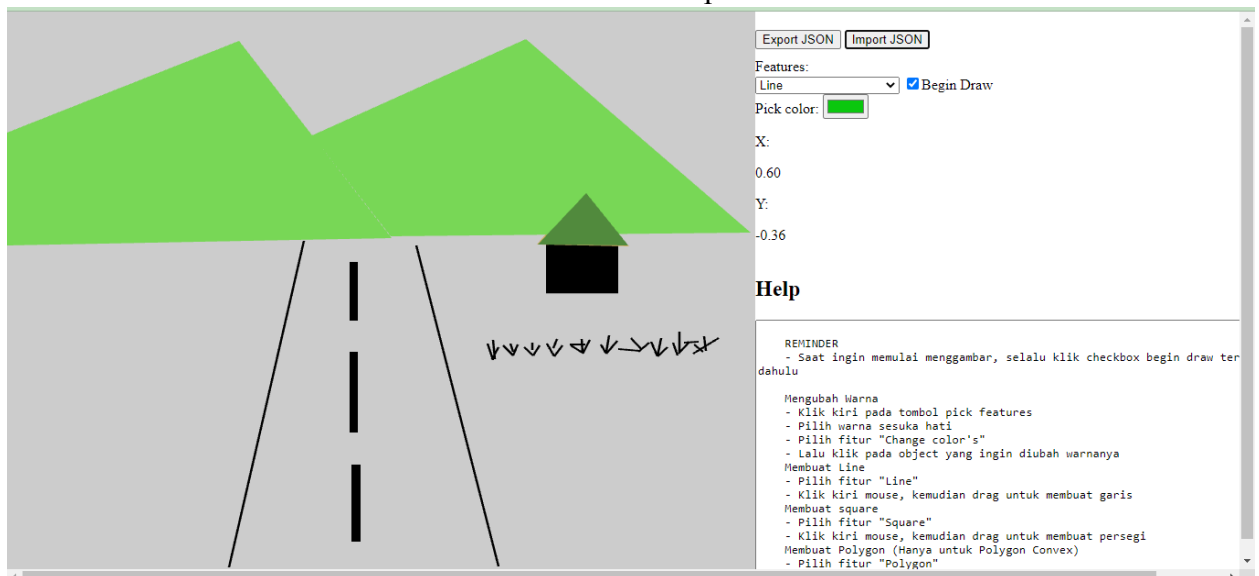 Export JSON Import JSON
Features:
Line Begin Draw
Pick color:
X:
0.60
Y:
-0.36
Help
REMINDER
- Saat ingin memulai menggambar, selalu klik checkbox begin draw ter
dahulu
Mengubah Warna
- Klik kiri pada tombol pick features
- Pilih warna sesuka hati
- Pilih fitur "Change color's"
- Lalu klik pada object yang ingin diubah warnanya
Membuat Line
- Pilih fitur "Line"
- Klik kiri mouse, kemudian drag untuk membuat garis
Membuat square
- Pilih fitur "Square"
- Klik kiri mouse, kemudian drag untuk membuat persegi
Membuat Polygon (Hanya untuk Polygon Convex)
- Pilih fitur "Polygon"